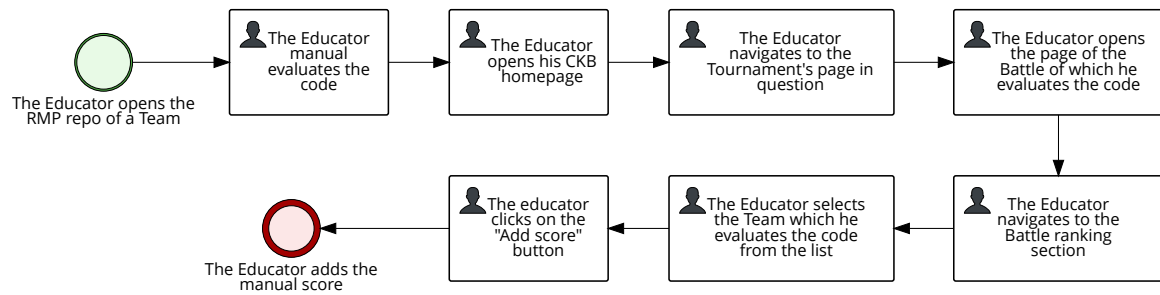 The Educator opens the
RMP repo of a Team
The Educator
manual
evaluates the
code
The Educator
opens his CKB
homepage
The Educator
navigates to the
Tournament's page in
question
The Educator opens
the page of the
Battle of which he
evaluates the code
The Educator
navigates to the
Battle ranking
section
The Educator selects
the Team which he
evaluates the code
from the list
The educator
clicks on the
"Add score"
button
The Educator adds the
manual score